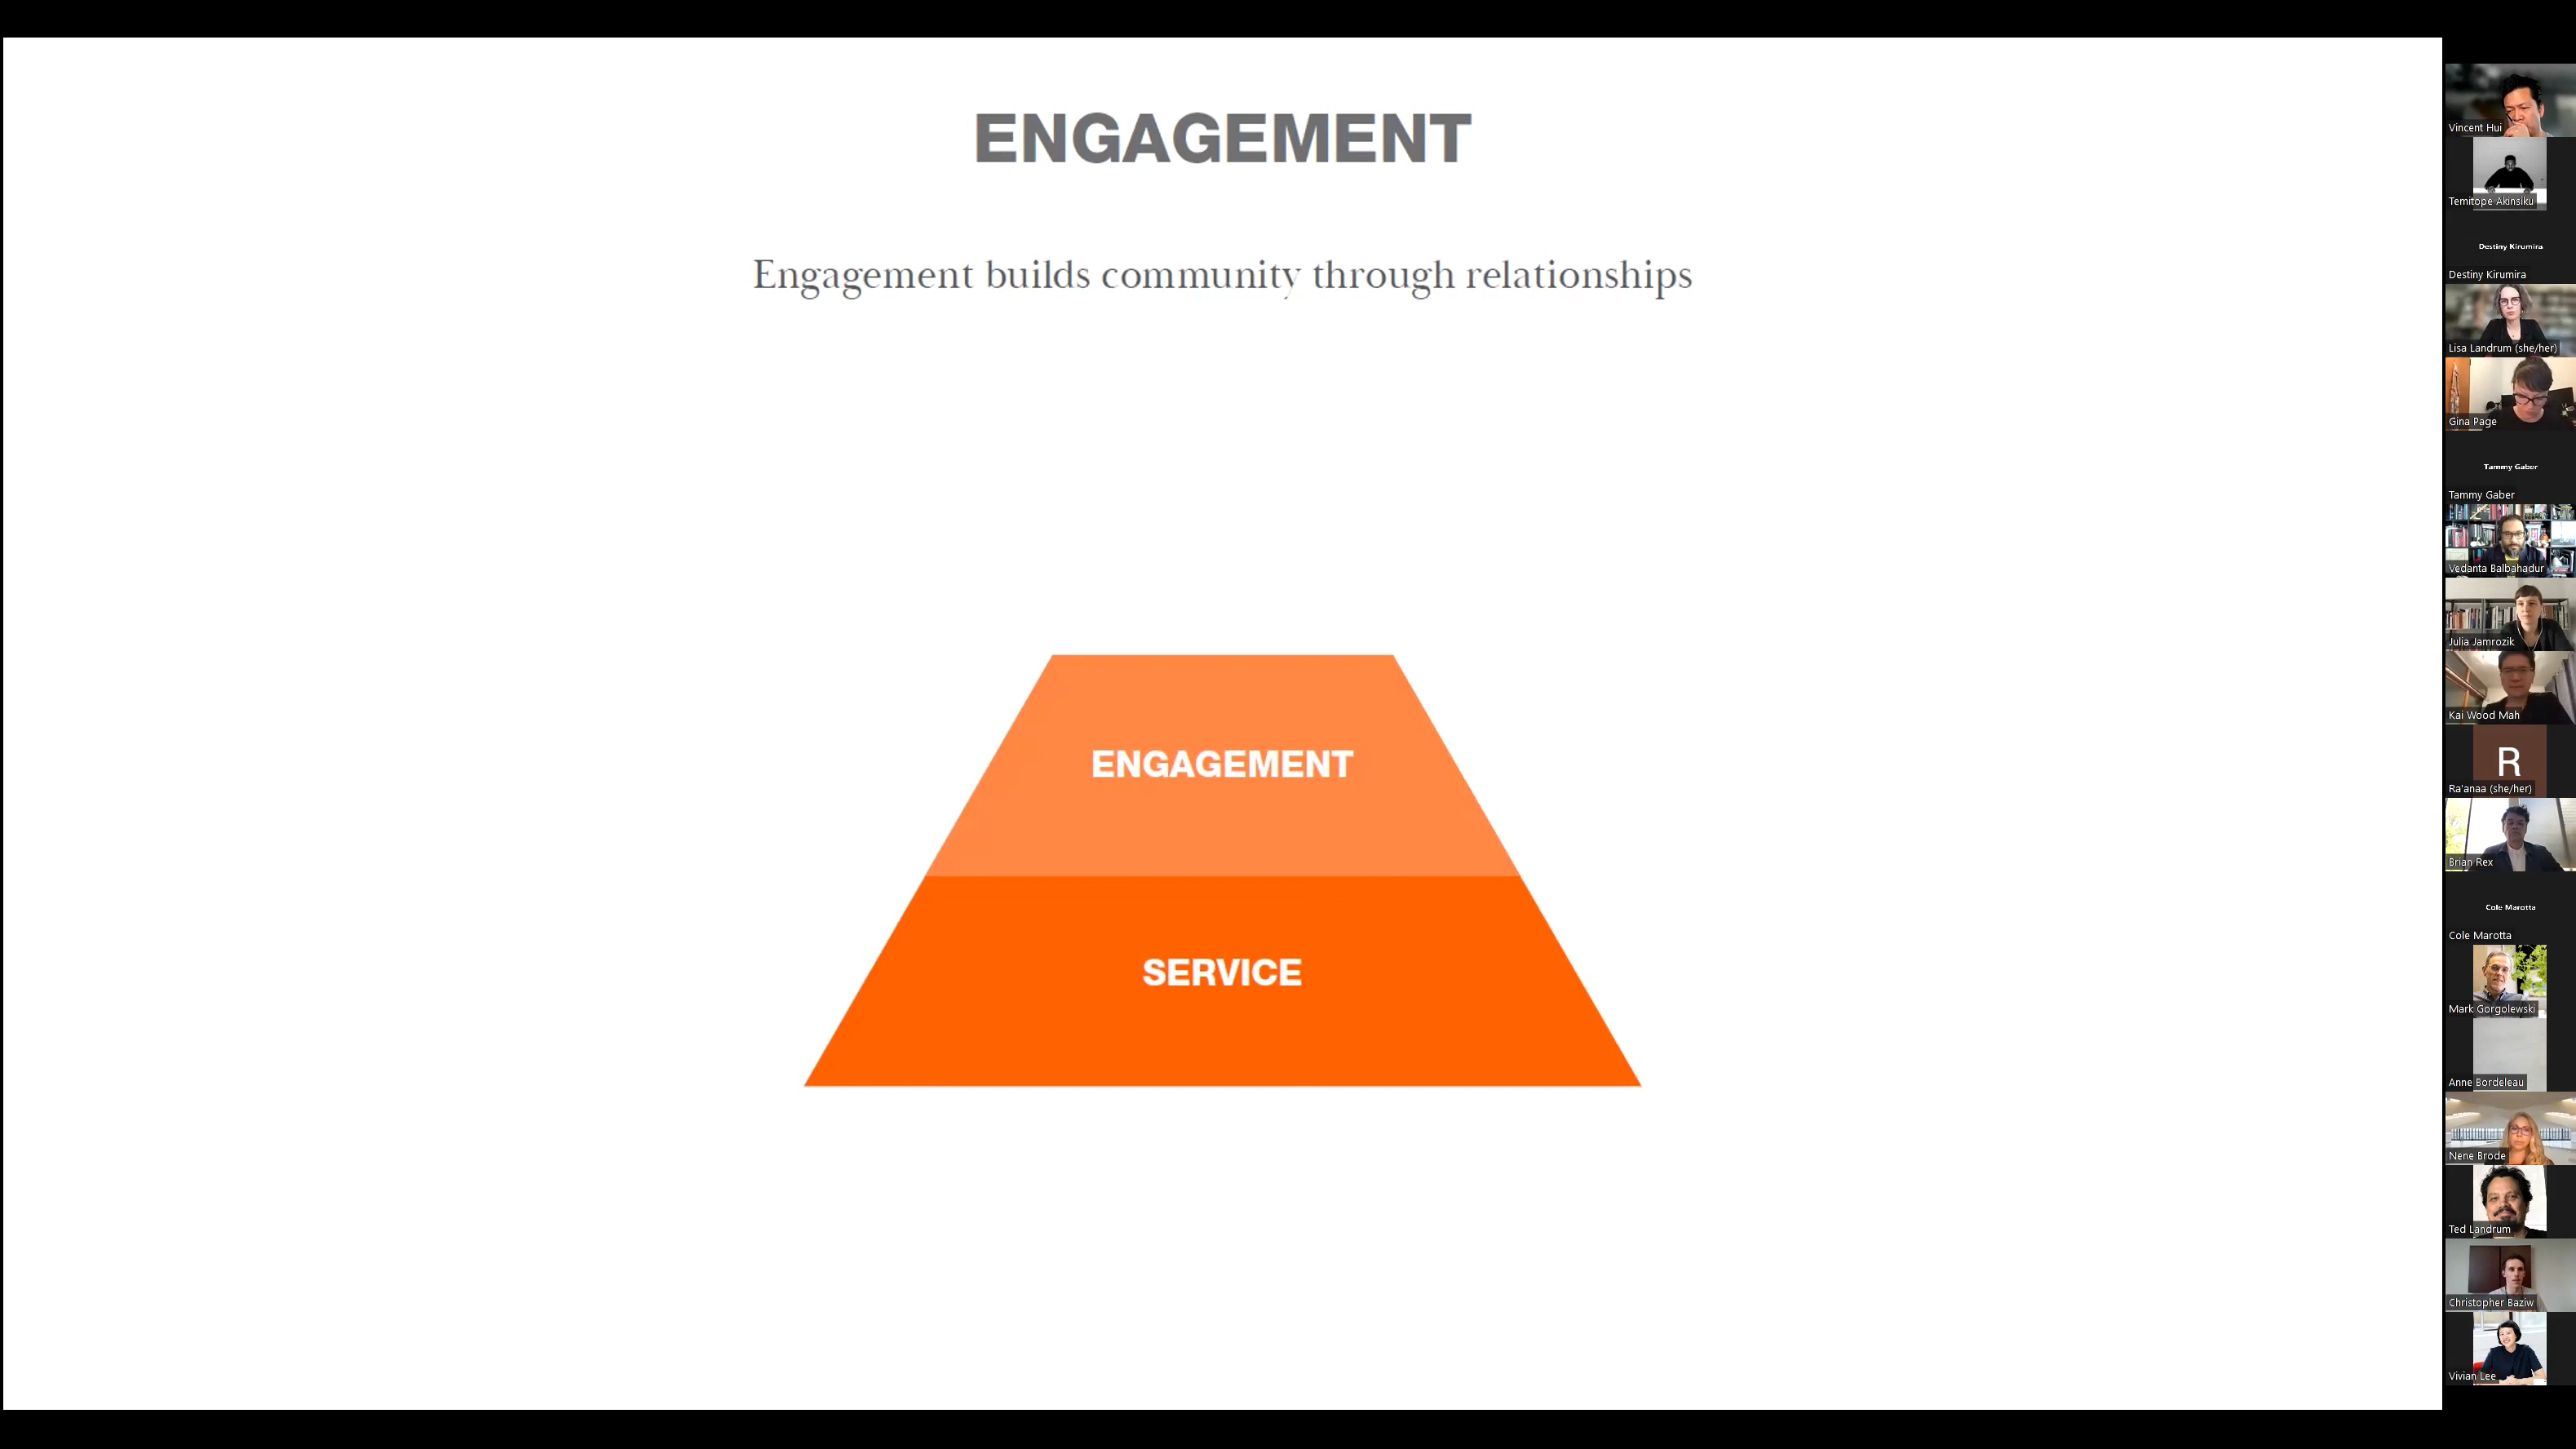 ENGAGEMENT
Engagement builds community through relationships
ENGAGEMENT
SERVICE
Vincent Hui
Temitope Akinsiku
Destiny Kirumira
Destiny Kirumira
Lisa Landrum (she/her)
Gina Page
Tammy Gaber
Tammy Gaber
Vedanta Balbahadur
Julia Jamrozik
Kai Wood Mah
R
Ra'anaa (she/her)
Brian Rex
Cole Marotta
Cole Marotta
Mark Gorgolewski
Anne Bordeleau
Nene Brode
Ted Landrum
Christopher Baziw
Vivian Lee